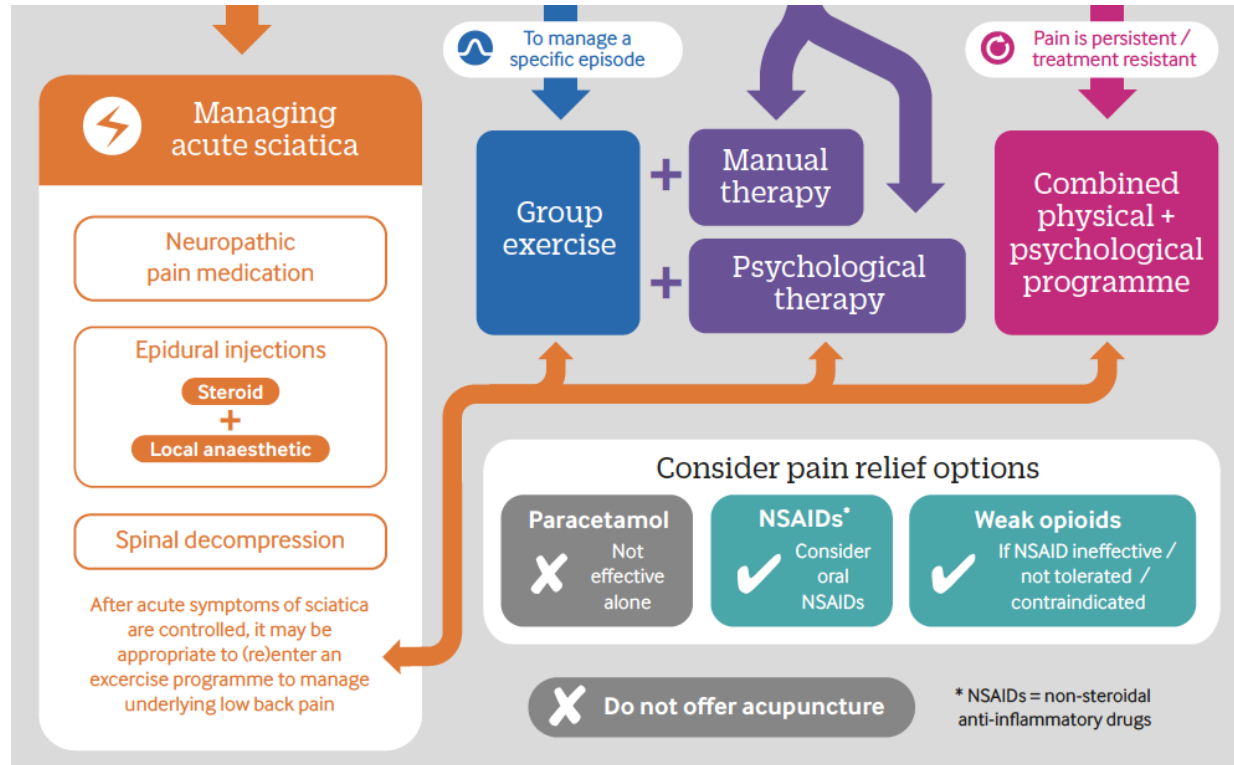 To manage a
specific episode
Pain is persistent /
treatment resistant
Managing
acute sciatica
Neuropathic
pain medication
Epidural injections
Steroid
+
Local anaesthetic
Spinal decompression
After acute symptoms of sciatica
are controlled, it may be
appropriate to (re)enter an
excercise programme to manage
underlying low back pain
Group
exercise
+
Manual
therapy
+
Psychological
therapy
Combined
physical +
psychological
programme
Consider pain relief options
Paracetamol
Not
effective
alone
NSAIDs*
Consider
oral
NSAIDs
Weak opioids
If NSAID ineffective /
not tolerated /
contraindicated
Do not offer acupuncture
* NSAIDs = non-steroidal
anti-inflammatory drugs